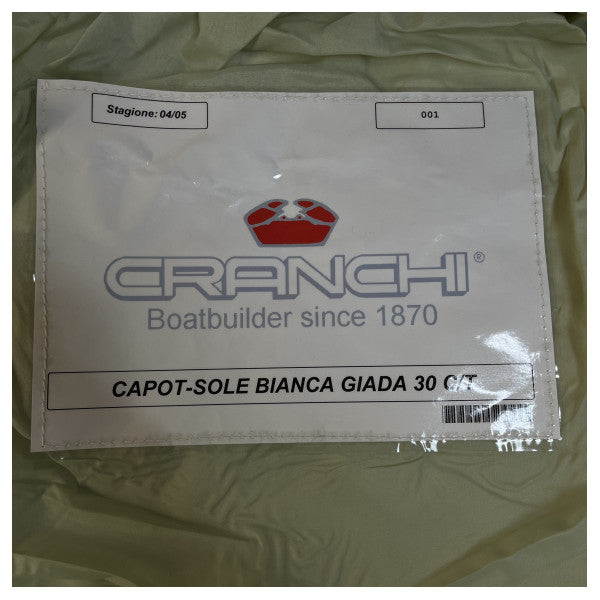 Stagione: 04/05
001
CRANCHI®
Boatbuilder since 1870
CAPOT-SOLE BIANCA GIADA 30 C/T